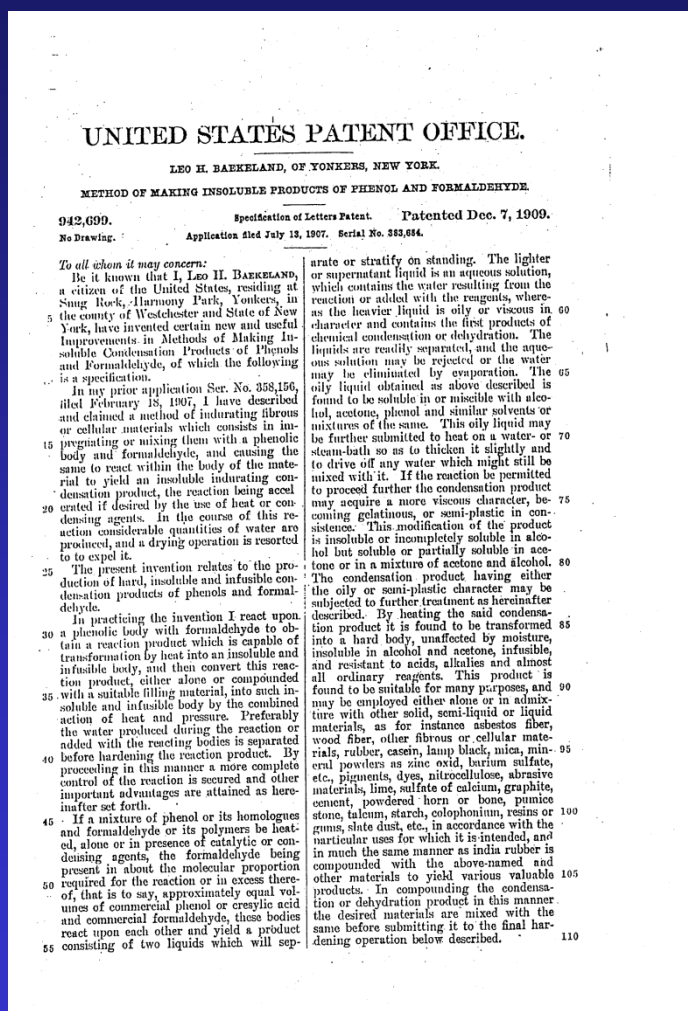 UNITED STATES PATENT OFFICE.
LEO H. BAEKELAND, OF YONKERS, NEW YORK.
METHOD OF MAKING INSOLUBLE PRODUCTS OF PHENOL AND FORMALDEHYDE.
942,699.
Specification of Letters Patent.
Patented Dec. 7, 1909.
No Drawing.
Application filed July 13, 1907. Serial No. 383,684.
To all whom it may concern:
Be it known that I, LEO H. BAEKELAND,
a citizen of the United States, residing at
Snug Rock, Harmony Park, Yonkers, in
5 the county of Westchester and State of New
York, have invented certain new and useful
Improvements in Methods of Making In-
soluble Condensation Products of Phenols
and Formaldehyde, of which the following
is a specification.
In my prior application Ser. No. 358,156,
filed February 18, 1907, I have described
and claimed a method of indurating fibrous
or cellular materials which consists in im-
15 pregnating or mixing them with a phenolic
body and formaldehyde, and causing the
same to react within the body of the mate-
rial to yield an insoluble indurating con-
densation product, the reaction being accel
20 erated if desired by the use of heat or con-
densing agents. In the course of this re-
action considerable quantities of water are
produced, and a drying operation is resorted
to to expel it.
25 The present invention relates to the pro-
duction of hard, insoluble and infusible con-
densation products of phenols and formal-
dehyde.
In practicing the invention I react upon
30 a phenolic body with formaldehyde to ob-
tain a reaction product which is capable of
transformation by heat into an insoluble and
infusible body, and then convert this reac-
tion product, either alone or compounded
35 with a suitable filling material, into such in-
soluble and infusible body by the combined
action of heat and pressure. Preferably
the water produced during the reaction or
added with the reacting bodies is separated
40 before hardening the reaction product. By
proceeding in this manner a more complete
control of the reaction is secured and other
important advantages are attained as here-
inafter set forth.
45 If a mixture of phenol or its homologues
and formaldehyde or its polymers be heat-
ed, alone or in presence of catalytic or con-
densing agents, the formaldehyde being
present in about the molecular proportion
50 required for the reaction or in excess there-
of, that is to say, approximately equal vol-
umes of commercial phenol or cresylic acid
and commercial formaldehyde, these bodies
react upon each other and yield a product
55 consisting of two liquids which will sep-
arate or stratify on standing. The lighter
or supernatant liquid is an aqueous solution,
which contains the water resulting from the
reaction or added with the reagents, where-
as the heavier liquid is oily or viscous in 60
character and contains the first products of
chemical condensation or dehydration. The
liquids are readily separated, and the aque-
ous solution may be rejected or the water
may be eliminated by evaporation. The 65
oily liquid obtained as above described is
found to be soluble in or miscible with alco-
hol, acetone, phenol and similar solvents or
mixtures of the same. This oily liquid may
be further submitted to heat on a water- or 70
steam-bath so as to thicken it slightly and
to drive off any water which might still be
mixed with it. If the reaction be permitted
to proceed further the condensation product
may acquire a more viscous character, be- 75
coming gelatinous, or semi-plastic in con-
sistence. This modification of the product
is insoluble or incompletely soluble in alco-
hol but soluble or partially soluble in ace-
tone or in a mixture of acetone and alcohol. 80
The condensation product having either
the oily or semi-plastic character may be
subjected to further treatment as hereinafter
described. By heating the said condensa-
tion product it is found to be transformed 85
into a hard body, unaffected by moisture,
insoluble in alcohol and acetone, infusible,
and resistant to acids, alkalies and almost
all ordinary reagents. This product is
found to be suitable for many purposes, and 90
may be employed either alone or in admix-
ture with other solid, semi-liquid or liquid
materials, as for instance asbestos fiber,
wood fiber, other fibrous or cellular mate-
rials, rubber, casein, lamp black, mica, min- 95
eral powders as zinc oxid, barium sulfate,
etc., pigments, dyes, nitrocellulose, abrasive
materials, lime, sulfate of calcium, graphite,
cement, powdered horn or bone, pumice
stone, talcum, starch, colophonium, resins or 100
gums, slate dust, etc., in accordance with the
particular uses for which it is intended, and
in much the same manner as india rubber is
compounded with the above-named and
other materials to yield various valuable 105
products. In compounding the condensa-
tion or dehydration product in this manner
the desired materials are mixed with the
same before submitting it to the final har-
dening operation below described. 110